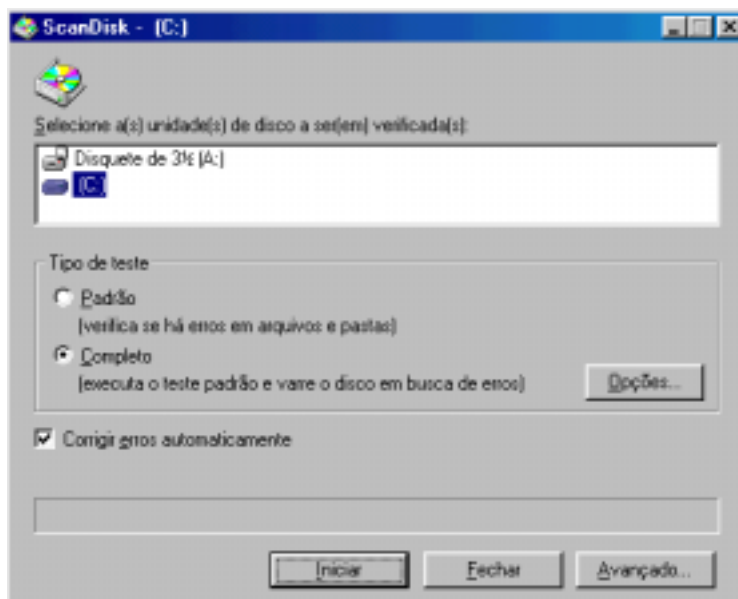 ScanDisk - (C:)
Selecione a(s) unidade(s) de disco a ser(em) verificada(s):
Disquete de 3½ (A:)
(C:)
Tipo de teste
Padrão
(verifica se há erros em arquivos e pastas)
Completo
(executa o teste padrão e varre o disco em busca de erros)
Opções...
Corrigir erros automaticamente
Iniciar Fechar Avançado...